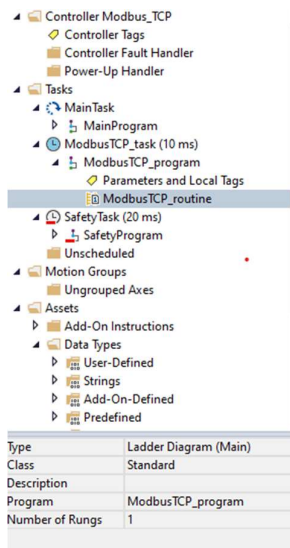 Controller Modbus_TCP
Controller Tags
Controller Fault Handler
Power-Up Handler
Tasks
MainTask
MainProgram
ModbusTCP_task (10 ms)
ModbusTCP_program
Parameters and Local Tags
ModbusTCP_routine
SafetyTask (20 ms)
SafetyProgram
Unscheduled
Motion Groups
Ungrouped Axes
Assets
Add-On Instructions
Data Types
User-Defined
Strings
Add-On-Defined
Predefined
Type Ladder Diagram (Main)
Class Standard
Description
Program ModbusTCP_program
Number of Rungs 1